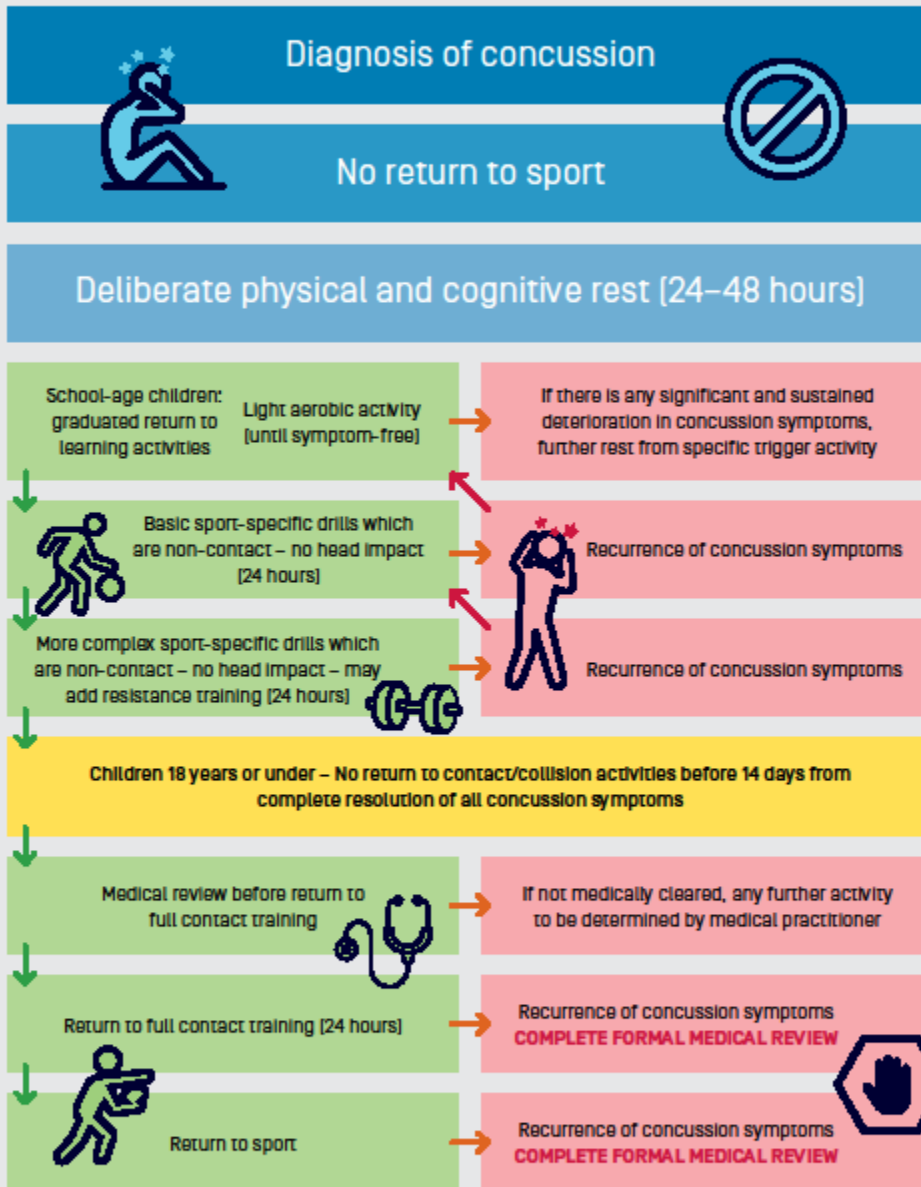 Diagnosis of concussion
No return to sport
Deliberate physical and cognitive rest (24–48 hours)
School-age children:
graduated return to
learning activities
Light aerobic activity
(until symptom-free)
If there is any significant and sustained
deterioration in concussion symptoms,
further rest from specific trigger activity
Basic sport-specific drills which
are non-contact – no head impact
(24 hours)
Recurrence of concussion symptoms
More complex sport-specific drills which
are non-contact – no head impact – may
add resistance training (24 hours)
Recurrence of concussion symptoms
Children 18 years or under – No return to contact/collision activities before 14 days from
complete resolution of all concussion symptoms
Medical review before return to
full contact training
If not medically cleared, any further activity
to be determined by medical practitioner
Return to full contact training (24 hours)
Recurrence of concussion symptoms
COMPLETE FORMAL MEDICAL REVIEW
Return to sport
Recurrence of concussion symptoms
COMPLETE FORMAL MEDICAL REVIEW